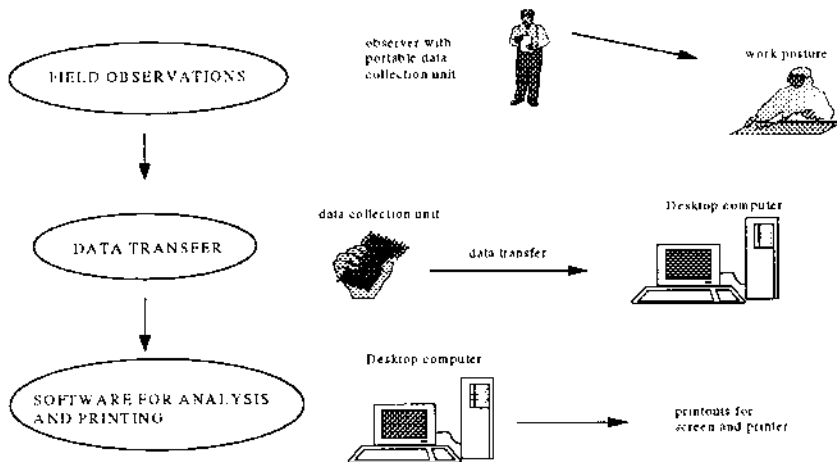 FIELD OBSERVATIONS
observer with
portable data
collection unit
work posture
DATA TRANSFER
data collection unit
data transfer
Desktop computer
SOFTWARE FOR ANALYSIS
AND PRINTING
Desktop computer
printouts for
screen and printer